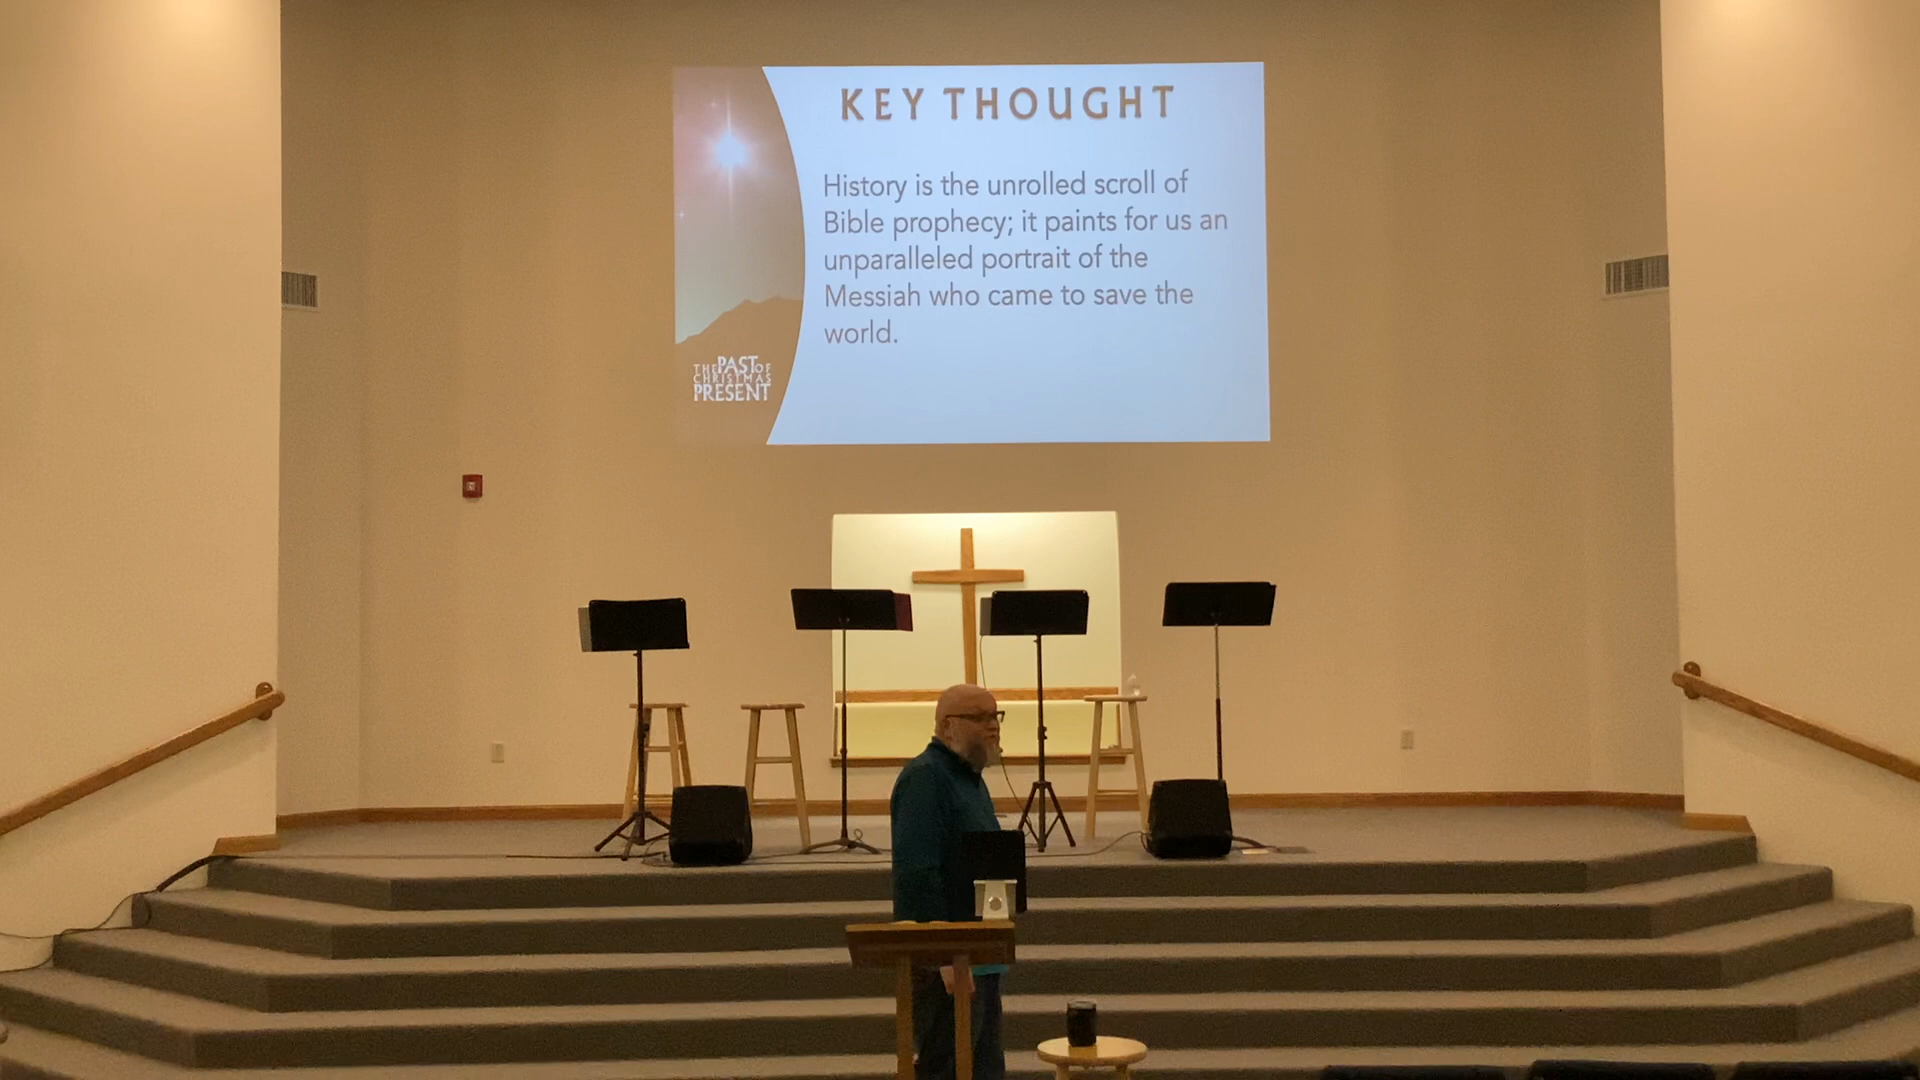 KEY THOUGHT
History is the unrolled scroll of
Bible prophecy; it paints for us an
unparalleled portrait of the
Messiah who came to save the
world.
THE PAST OF
CHRISTMAS
PRESENT